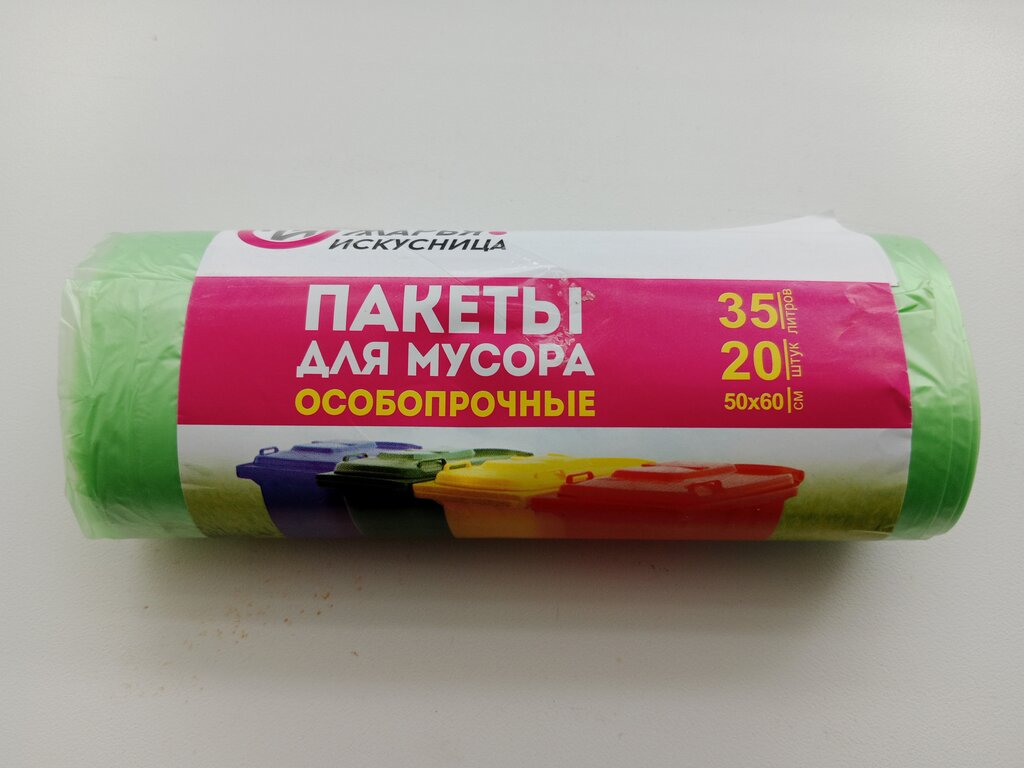 ИСКУСНИЦА
ПАКЕТЫ
ДЛЯ МУСОРА
ОСОБОПРОЧНЫЕ
35 литров
20 штук
50x60 см